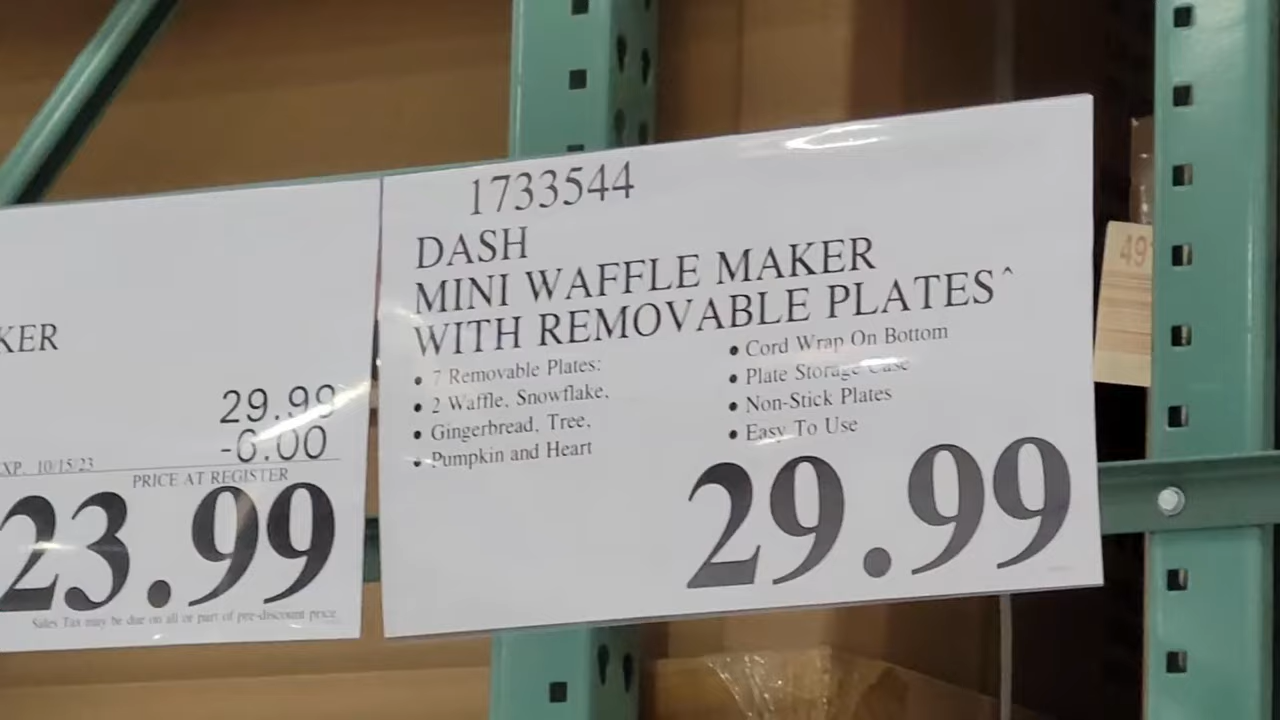 KER
29.99
-6.00
XP. 10/15/23
PRICE AT REGISTER
23.99
Sales Tax may be due on all or part of pre-discount price.
1733544
DASH
MINI WAFFLE MAKER
WITH REMOVABLE PLATES^
• 7 Removable Plates:
• 2 Waffle, Snowflake,
• Gingerbread, Tree,
• Pumpkin and Heart
• Cord Wrap On Bottom
• Plate Storage Case
• Non-Stick Plates
• Easy To Use
29.99
49